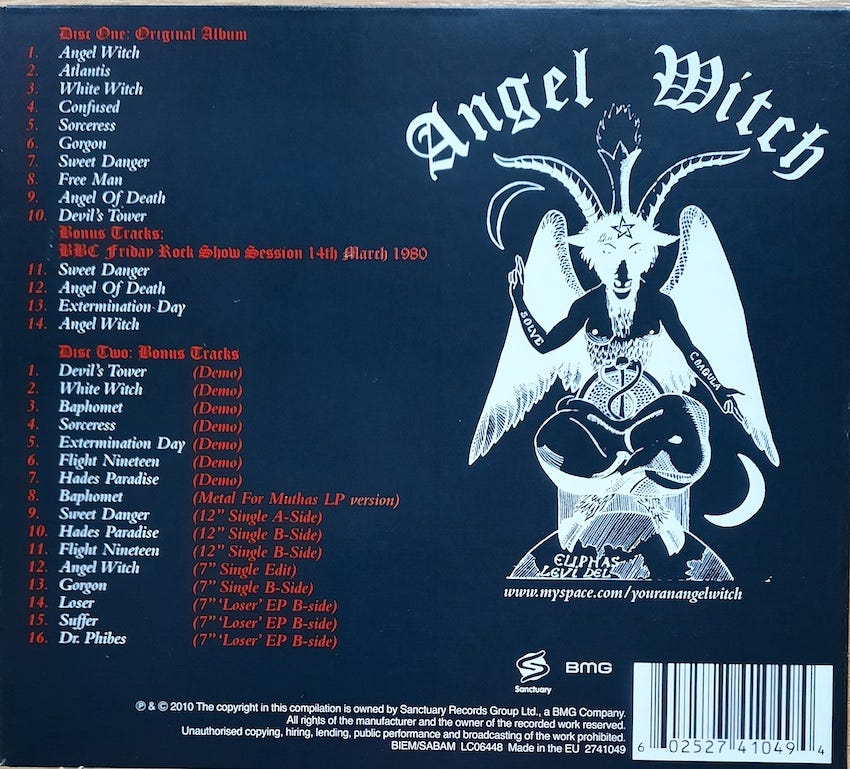 Disc One: Original Album
1. Angel Witch
2. Atlantis
3. White Witch
4. Confused
5. Sorceress
6. Gorgon
7. Sweet Danger
8. Free Man
9. Angel Of Death
10. Devil's Tower
Bonus Tracks:
BBC Friday Rock Show Session 14th March 1980
11. Sweet Danger
12. Angel Of Death
13. Extermination Day
14. Angel Witch
Disc Two: Bonus Tracks
1. Devil's Tower (Demo)
2. White Witch (Demo)
3. Baphomet (Demo)
4. Sorceress (Demo)
5. Extermination Day (Demo)
6. Flight Nineteen (Demo)
7. Hades Paradise (Demo)
8. Baphomet (Metal For Muthas LP version)
9. Sweet Danger (12" Single A-Side)
10. Hades Paradise (12" Single B-Side)
11. Flight Nineteen (12" Single B-Side)
12. Angel Witch (7" Single Edit)
13. Gorgon (7" Single B-Side)
14. Loser (7" 'Loser' EP B-side)
15. Suffer (7" 'Loser' EP B-side)
16. Dr. Phibes (7" 'Loser' EP B-side)
Angel Witch
SOLVE
COAGULA
ELIPHAS
LEVI DEL
www.myspace.com/youranangelwitch
Sanctuary
BMG
℗ & © 2010 The copyright in this compilation is owned by Sanctuary Records Group Ltd., a BMG Company.
All rights of the manufacturer and the owner of the recorded work reserved.
Unauthorised copying, hiring, lending, public performance and broadcasting of the work prohibited.
BIEM/SABAM LC06448 Made in the EU 2741049
6 02527 41049 4